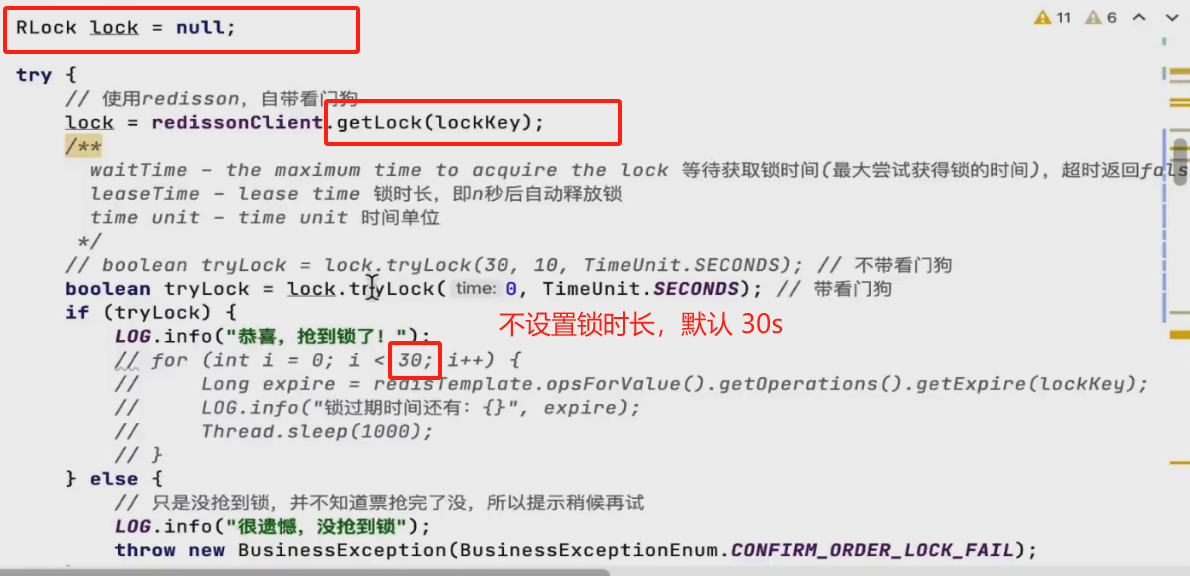 RLock lock = null;
11 6
try {
// 使用redisson，自带看门狗
lock = redissonClient.getLock(lockKey);
/**
waitTime – the maximum time to acquire the lock 等待获取锁时间(最大尝试获得锁的时间)，超时返回fals
leaseTime – lease time 锁时长，即n秒后自动释放锁
time unit – time unit 时间单位
*/
// boolean tryLock = lock.tryLock(30, 10, TimeUnit.SECONDS); // 不带看门狗
boolean tryLock = lock.tryLock( time: 0, TimeUnit.SECONDS); // 带看门狗
if (tryLock) {
不设置锁时长，默认 30s
LOG.info("恭喜，抢到锁了！");
// for (int i = 0; i < 30; i++) {
// Long expire = redisTemplate.opsForValue().getOperations().getExpire(lockKey);
// LOG.info("锁过期时间还有：{}", expire);
// Thread.sleep(1000);
// }
} else {
// 只是没抢到锁，并不知道票抢完了没，所以提示稍候再试
LOG.info("很遗憾，没抢到锁");
throw new BusinessException(BusinessExceptionEnum.CONFIRM_ORDER_LOCK_FAIL);